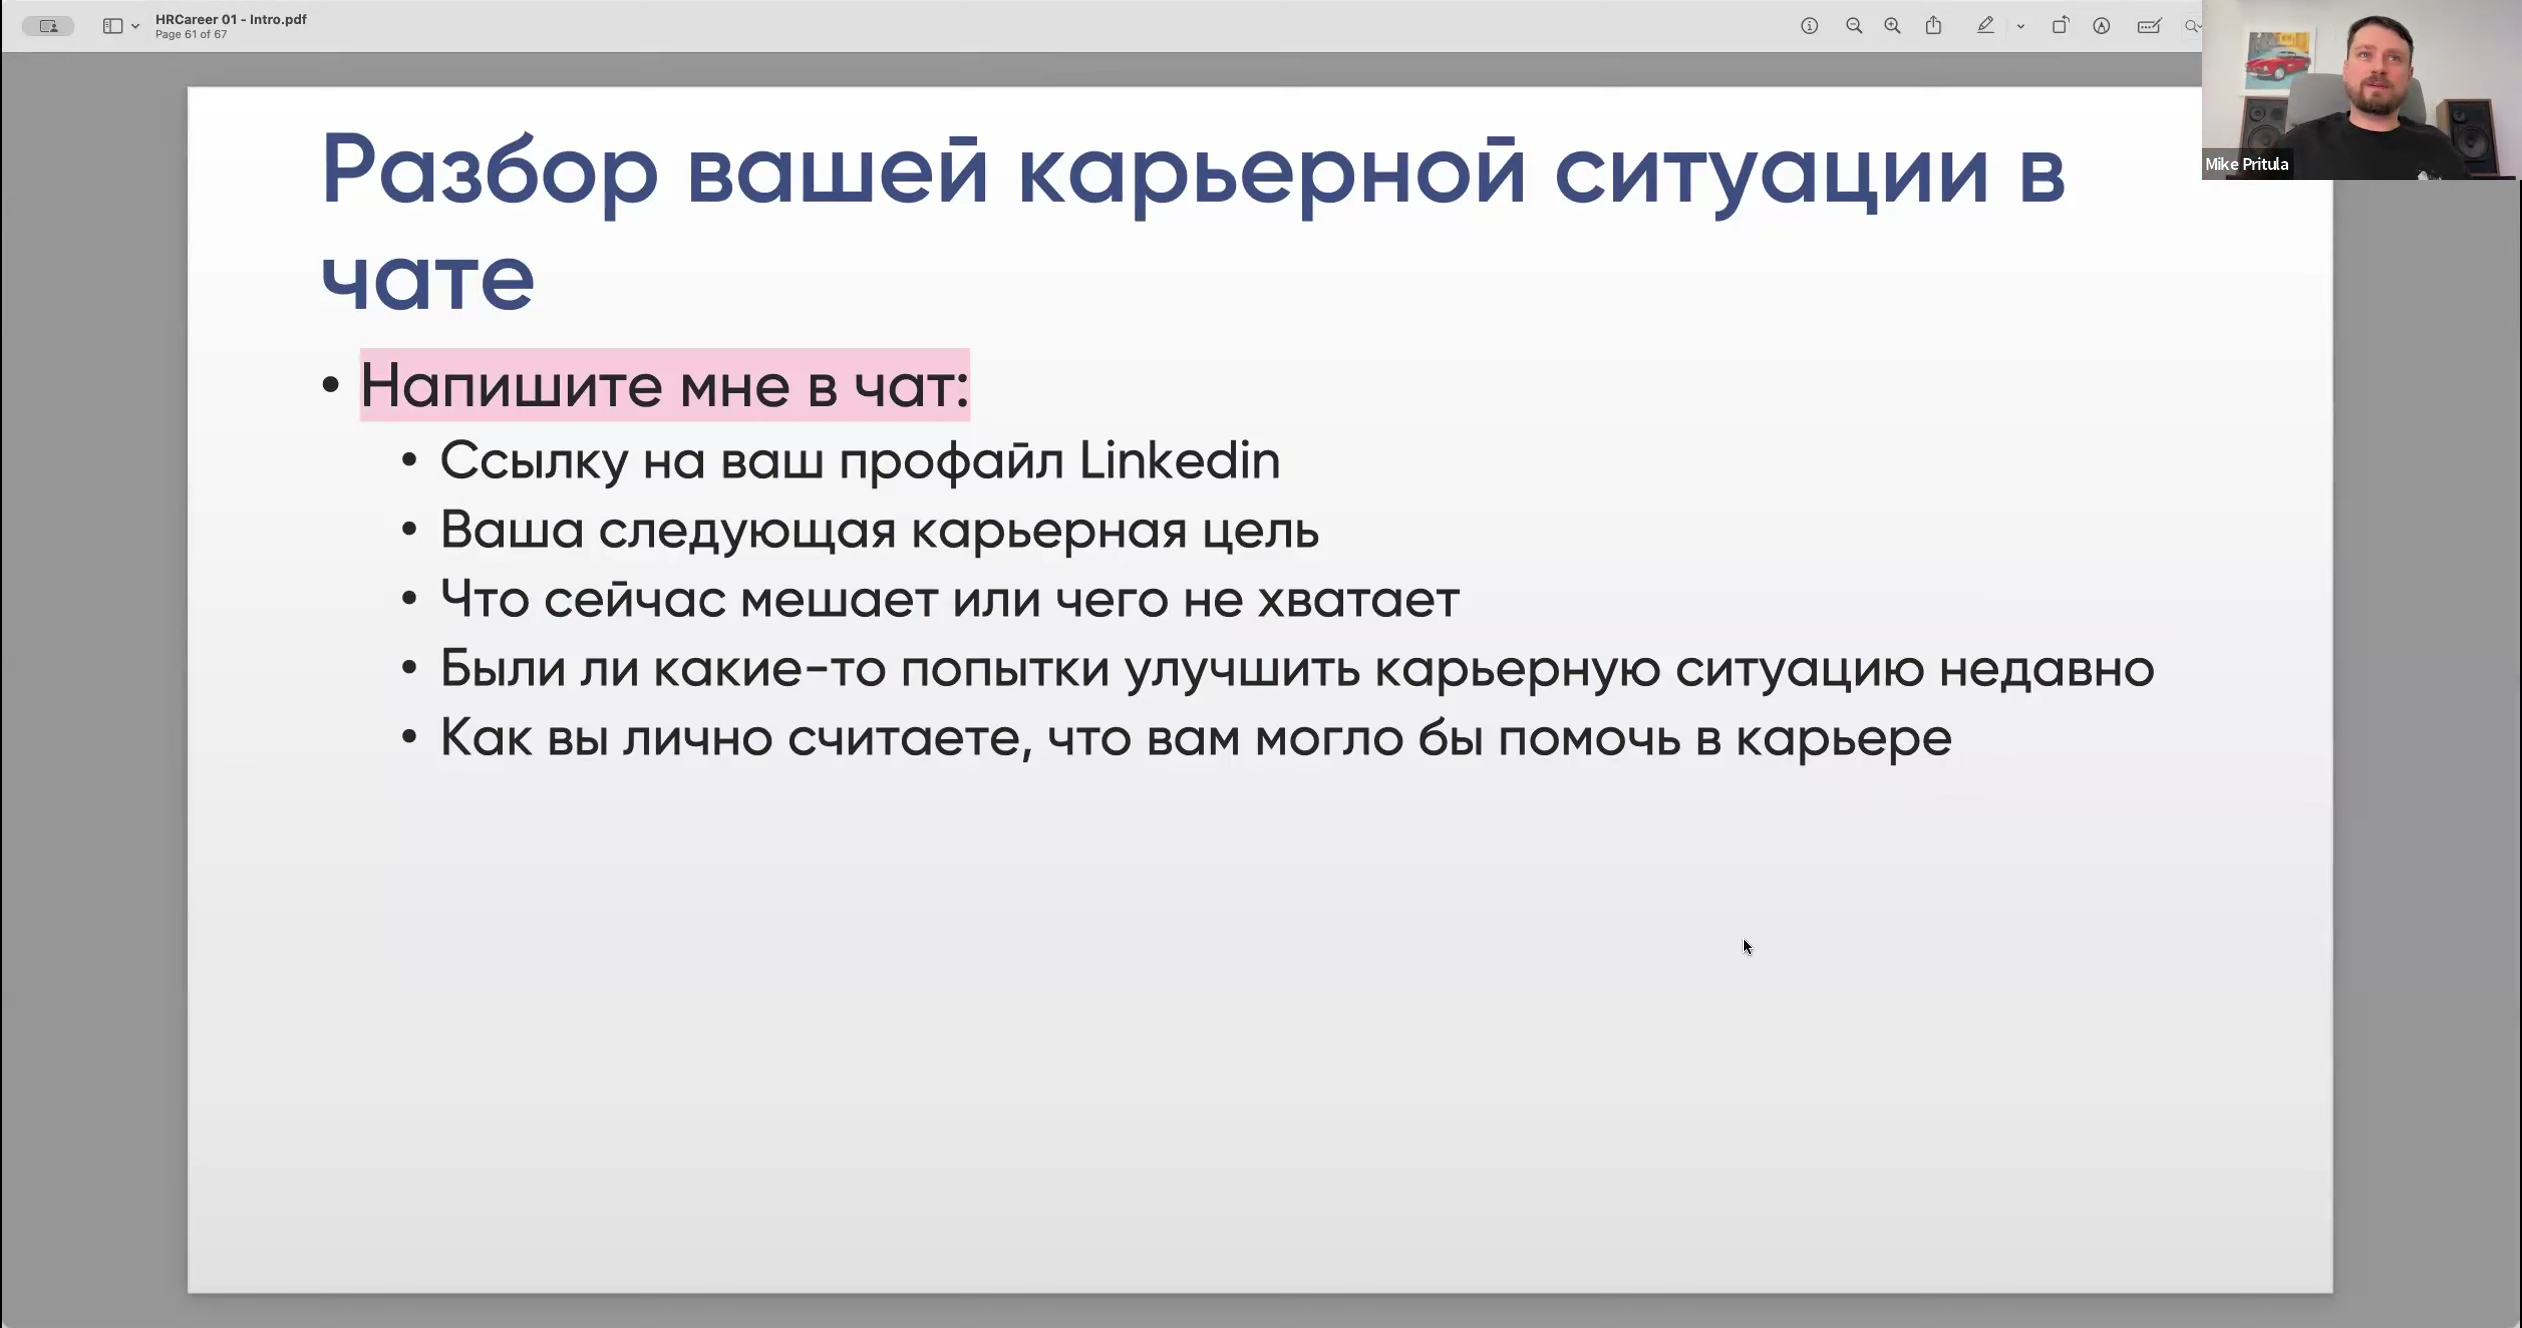 HRCareer 01 - Intro.pdf
Page 61 of 67
Mike Pritula
Разбор вашей карьерной ситуации в
чате
• Напишите мне в чат:
• Ссылку на ваш профайл Linkedin
• Ваша следующая карьерная цель
• Что сейчас мешает или чего не хватает
• Были ли какие-то попытки улучшить карьерную ситуацию недавно
• Как вы лично считаете, что вам могло бы помочь в карьере